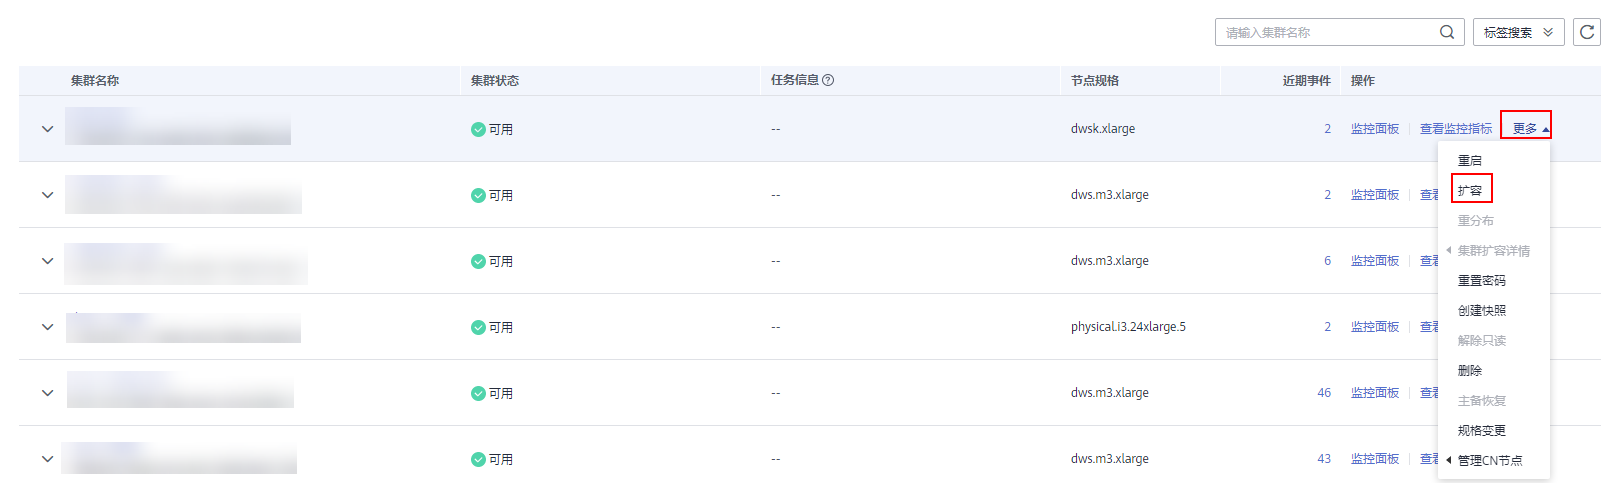 请输入集群名称 标签搜索
集群名称 集群状态 任务信息 节点规格 近期事件 操作
可用 -- dwsk.xlarge 2 监控面板 查看监控指标 更多
可用 -- dws.m3.xlarge 2 监控面板 查看
可用 -- dws.m3.xlarge 6 监控面板 查看
可用 -- physical.i3.24xlarge.5 2 监控面板 查看
可用 -- dws.m3.xlarge 46 监控面板 查看
可用 -- dws.m3.xlarge 43 监控面板 查看
重启
扩容
重分布
集群扩容详情
重置密码
创建快照
解除只读
删除
主备恢复
规格变更
管理CN节点